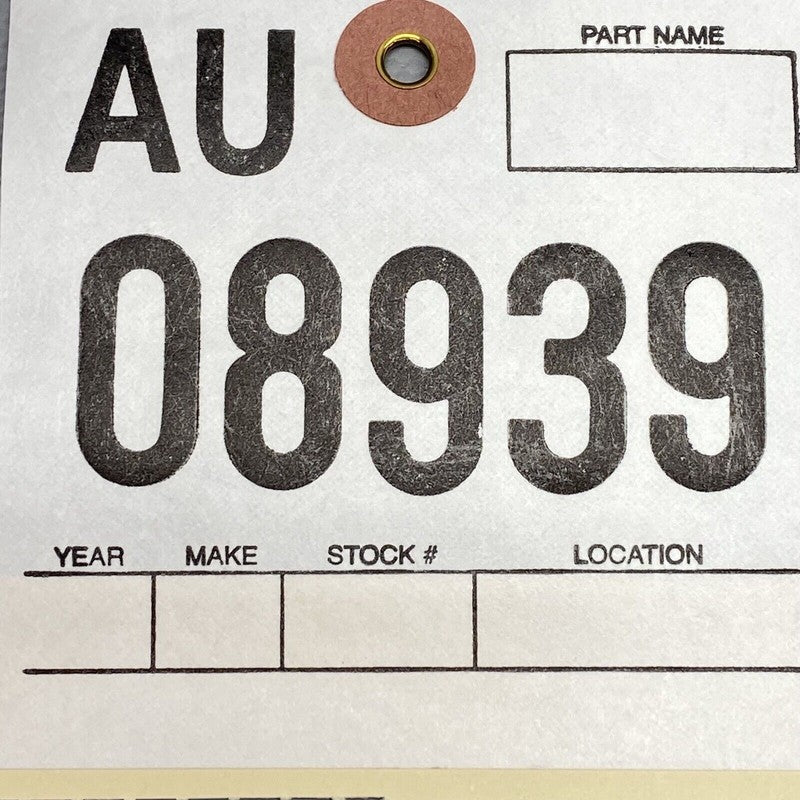 AU
PART NAME
08939
YEAR MAKE STOCK # LOCATION